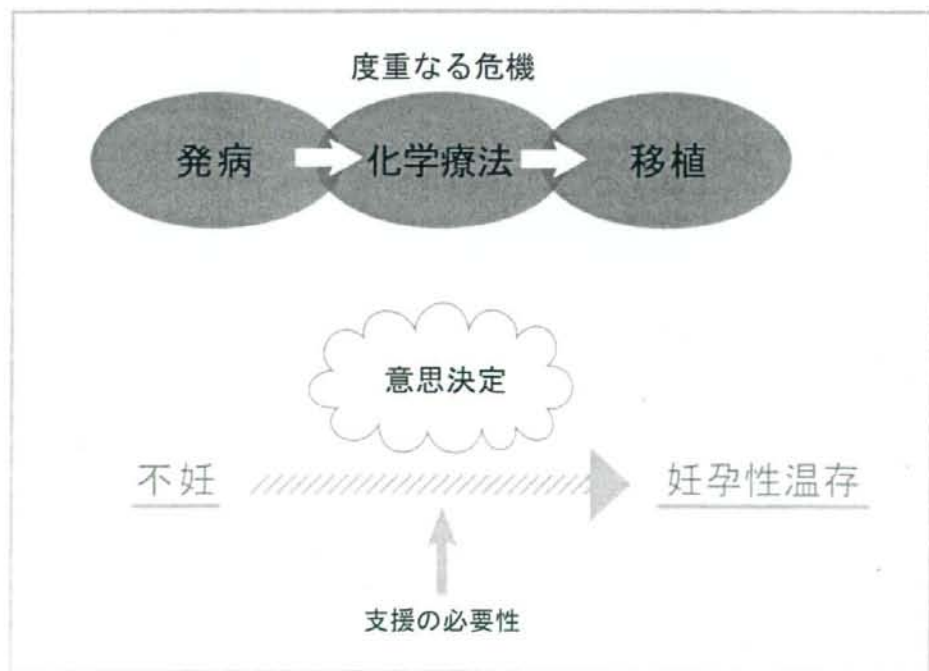 度重なる危機
発病 化学療法 移植
意思決定
不妊 妊孕性温存
支援の必要性